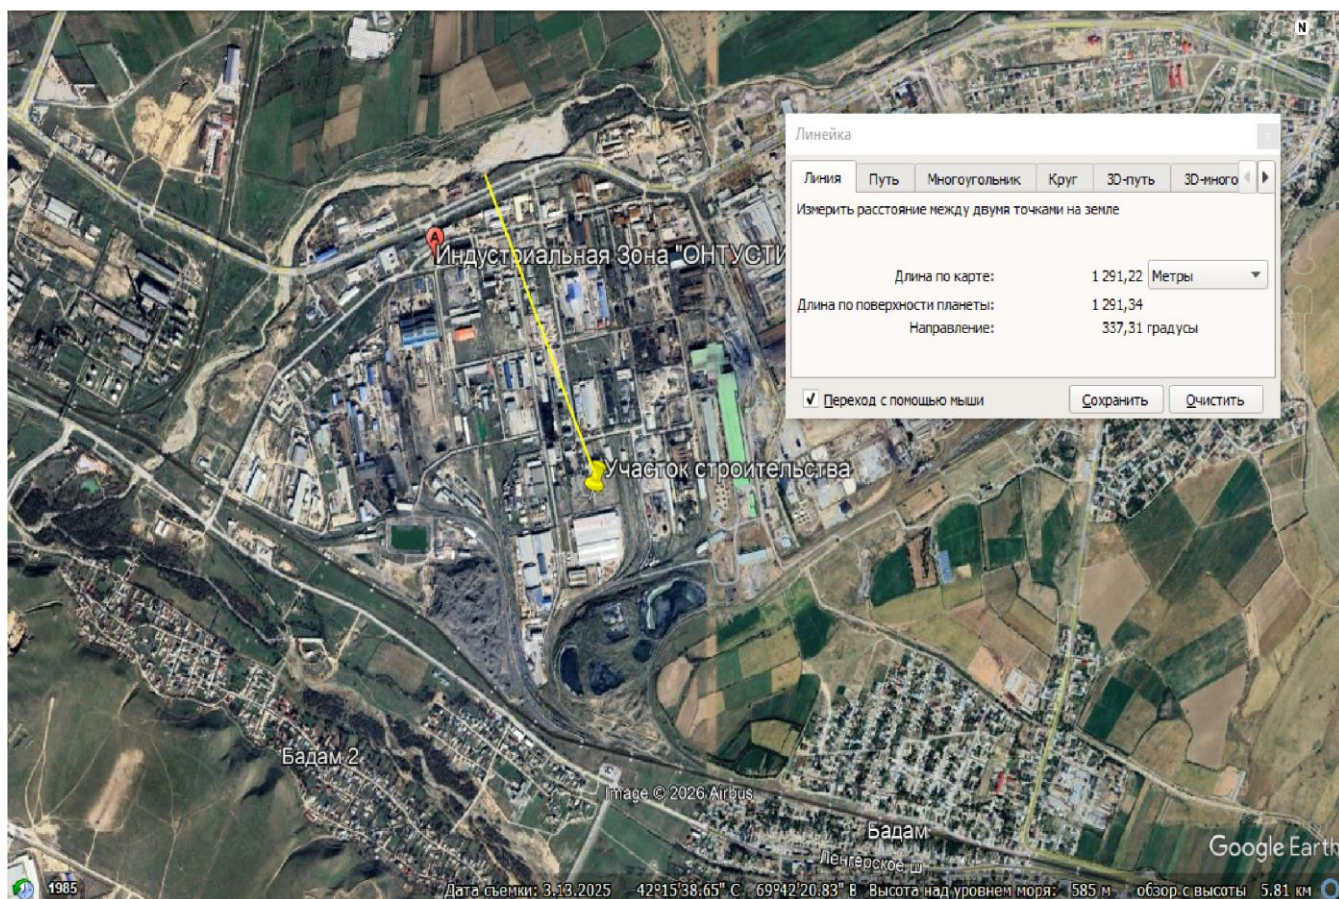 N
Линейка
Линия Путь Многоугольник Круг 3D-путь 3D-много
Измерить расстояние между двумя точками на земле
Длина по карте: 1 291,22 Метры
Длина по поверхности планеты: 1 291,34
Направление: 337,31 градусы
Переход с помощью мыши Сохранить Очистить
A
Индустриальная Зона "ОНТУСТИ
Участок строительства
Бадам 2
Image © 2026 Airbus
Бадам
Ленгерское ш
Google Earth
1985 Дата съемки: 3.13.2025 42°15'38.65" С 69°42'20.83" В Высота над уровнем моря: 585 м обзор с высоты 5.81 км